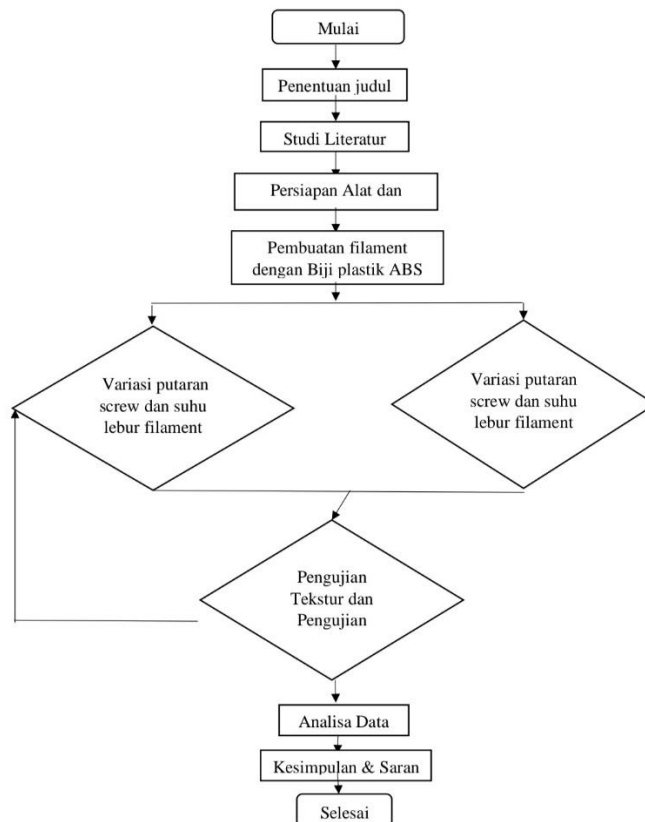 Mulai
Penentuan judul
Studi Literatur
Persiapan Alat dan
Pembuatan filament
dengan Biji plastik ABS
Variasi putaran
screw dan suhu
lebur filament
Variasi putaran
screw dan suhu
lebur filament
Pengujian
Tekstur dan
Pengujian
Analisa Data
Kesimpulan & Saran
Selesai